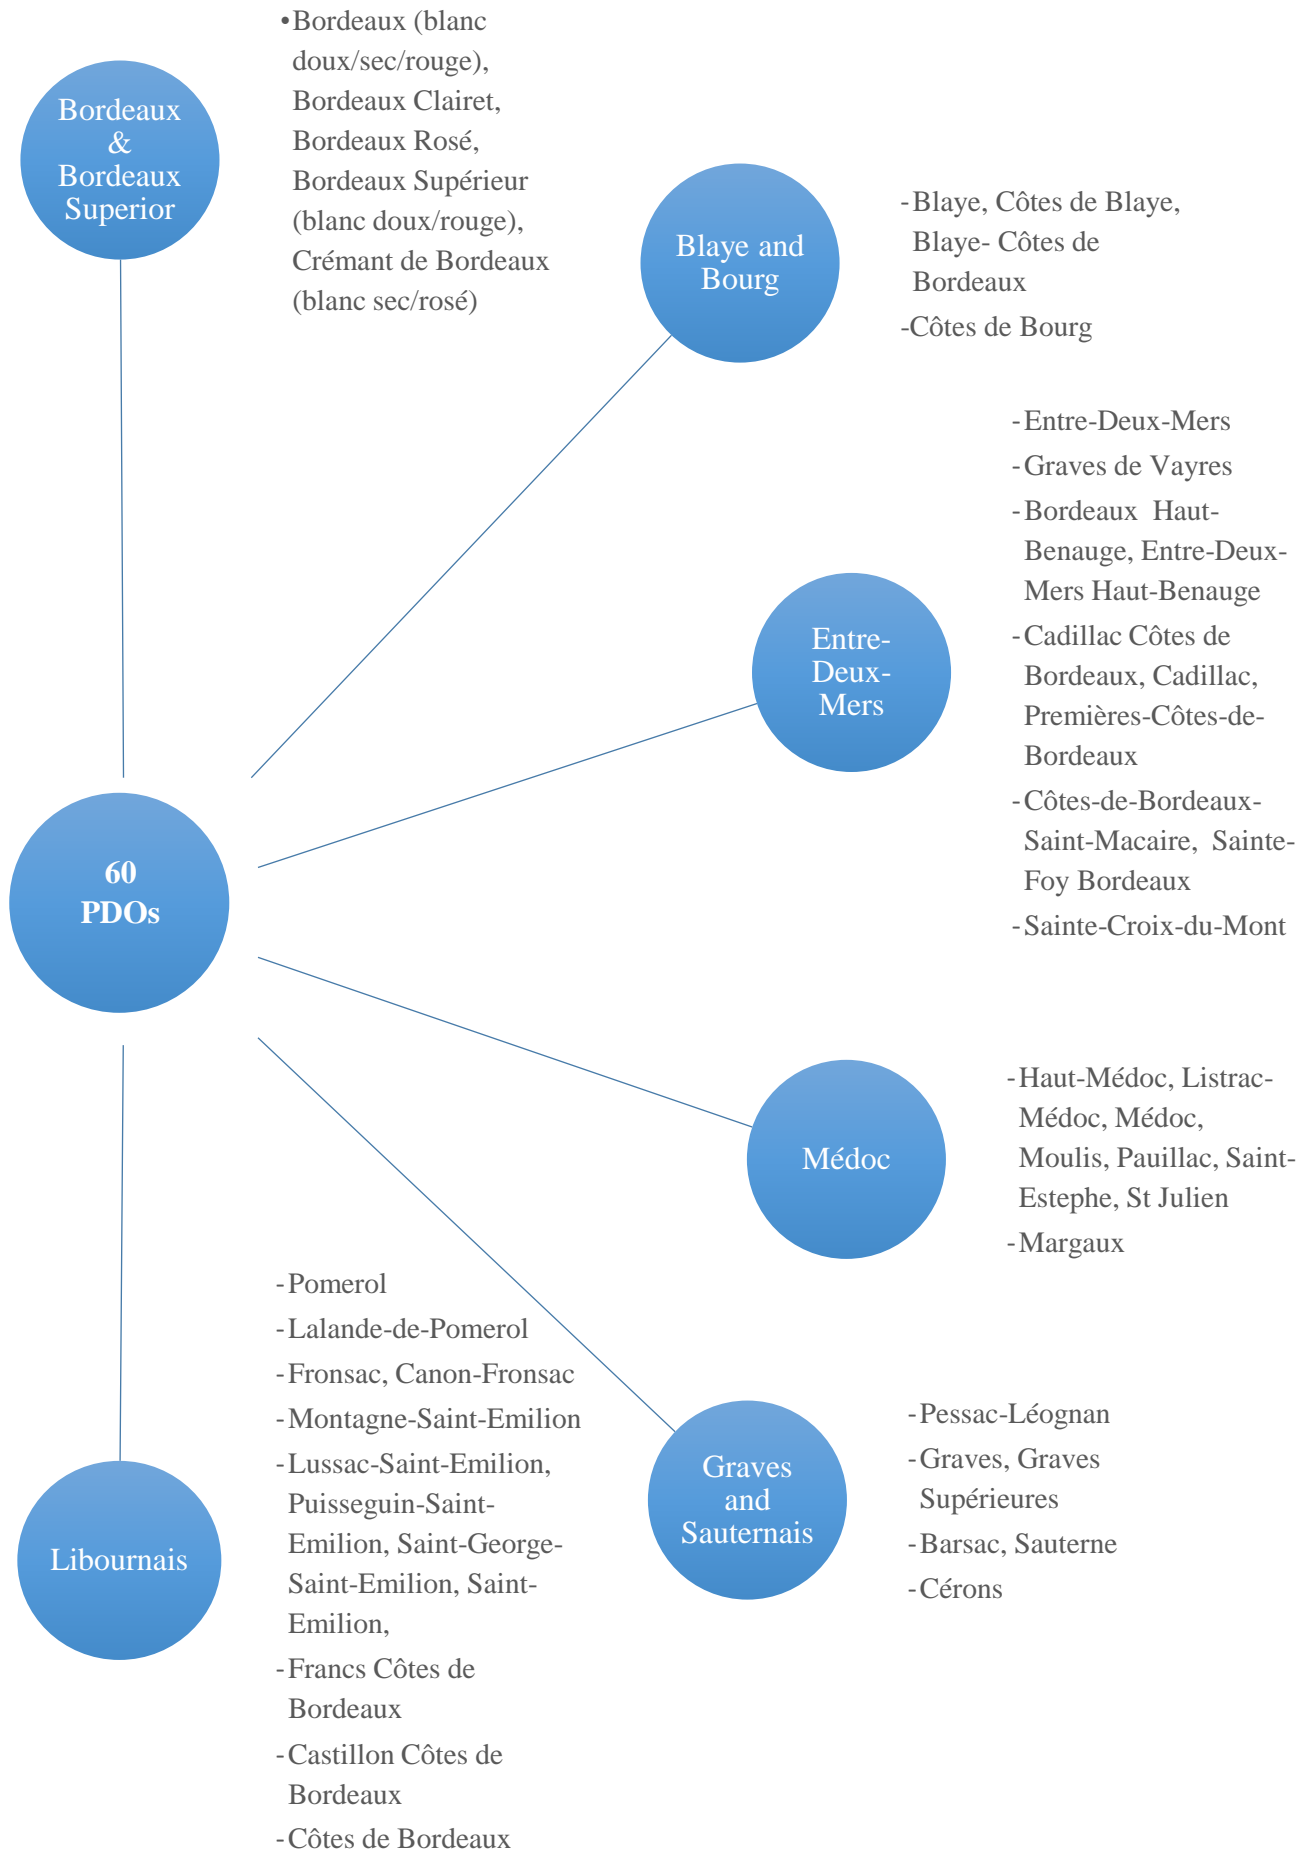 Bordeaux
&
Bordeaux
Superior
•Bordeaux (blanc
doux/sec/rouge),
Bordeaux Clairet,
Bordeaux Rosé,
Bordeaux Supérieur
(blanc doux/rouge),
Crémant de Bordeaux
(blanc sec/rosé)
Blaye and
Bourg
-Blaye, Côtes de Blaye,
Blaye- Côtes de
Bordeaux
-Côtes de Bourg
Entre-
Deux-
Mers
-Entre-Deux-Mers
-Graves de Vayres
-Bordeaux Haut-
Benauge, Entre-Deux-
Mers Haut-Benauge
-Cadillac Côtes de
Bordeaux, Cadillac,
Premières-Côtes-de-
Bordeaux
-Côtes-de-Bordeaux-
Saint-Macaire, Sainte-
Foy Bordeaux
-Sainte-Croix-du-Mont
60
PDOs
Médoc
-Haut-Médoc, Listrac-
Médoc, Médoc,
Moulis, Pauillac, Saint-
Estephe, St Julien
-Margaux
Graves
and
Sauternais
-Pessac-Léognan
-Graves, Graves
Supérieures
-Barsac, Sauterne
-Cérons
Libournais
-Pomerol
-Lalande-de-Pomerol
-Fronsac, Canon-Fronsac
-Montagne-Saint-Emilion
-Lussac-Saint-Emilion,
Puisseguin-Saint-
Emilion, Saint-George-
Saint-Emilion, Saint-
Emilion,
-Francs Côtes de
Bordeaux
-Castillon Côtes de
Bordeaux
-Côtes de Bordeaux